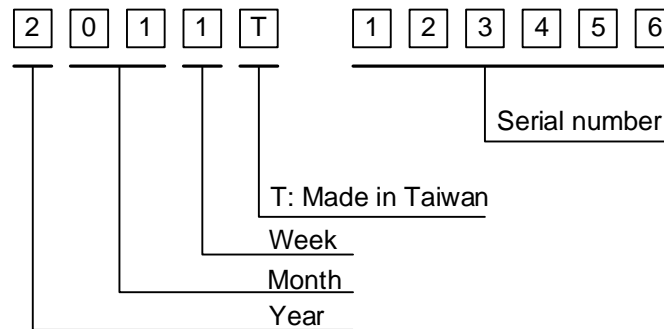 2 0 1 1 T 1 2 3 4 5 6
Serial number
T: Made in Taiwan
Week
Month
Year